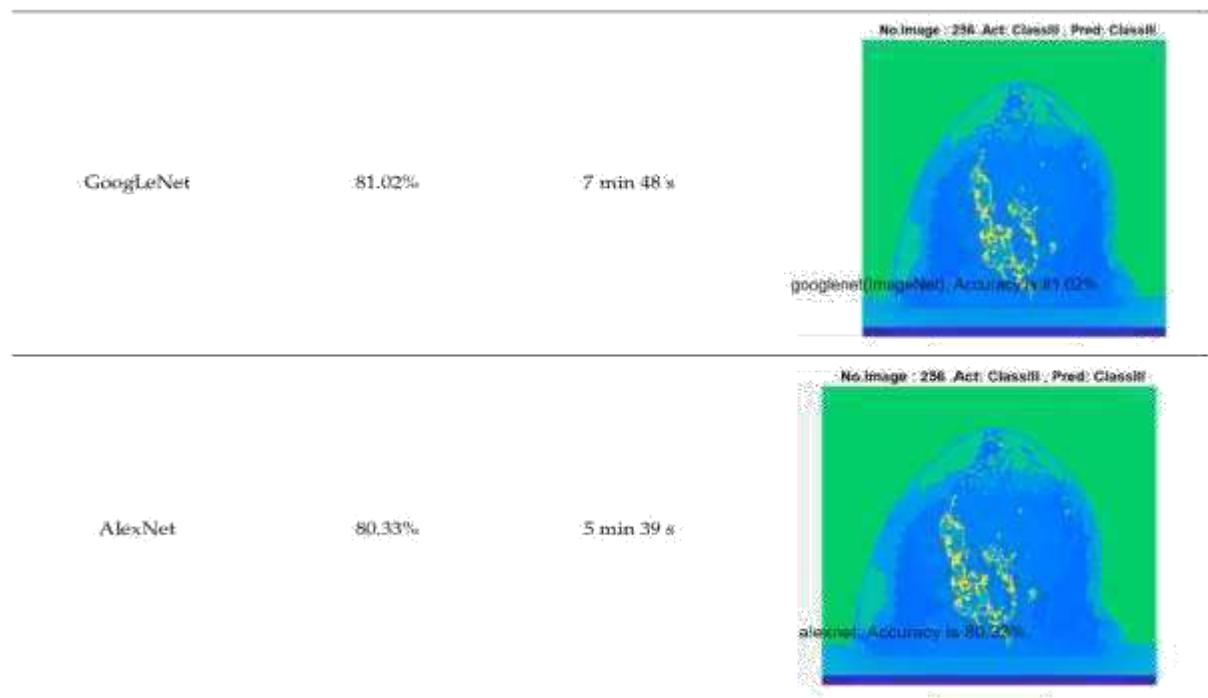 No.Image : 256 Act: ClassIII , Pred: ClassIII
GoogLeNet 81.02% 7 min 48 s
googlenet(ImageNet), Accuracy is 81.02%
No.Image : 256 Act: ClassIII , Pred: ClassIII
AlexNet 80.33% 5 min 39 s
alexnet, Accuracy is 80.33%